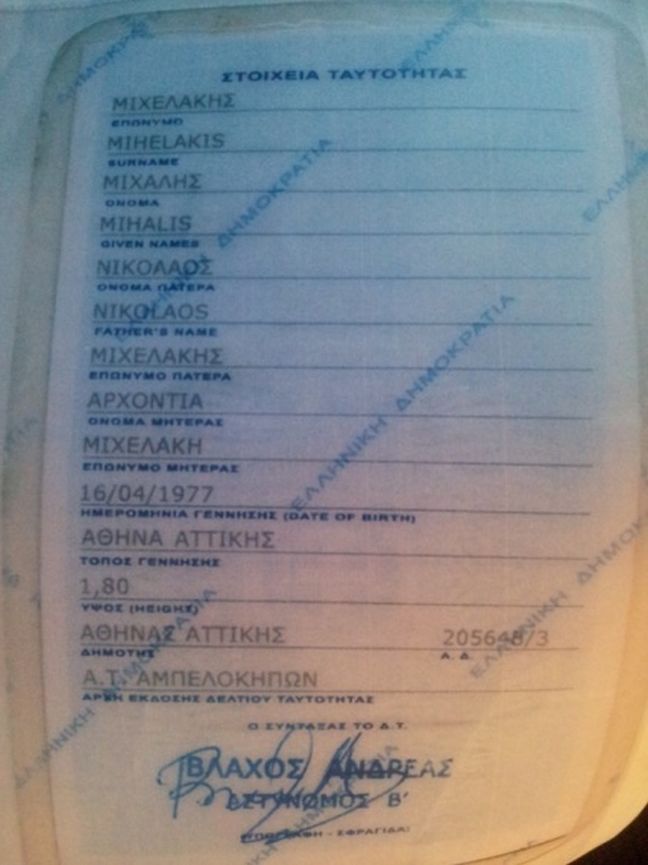 ΣΤΟΙΧΕΙΑ ΤΑΥΤΟΤΗΤΑΣ
ΜΙΧΕΛΑΚΗΣ
ΕΠΩΝΥΜΟ
MIHELAKIS
SURNAME
ΜΙΧΑΛΗΣ
ΟΝΟΜΑ
MIHALIS
GIVEN NAMES
ΝΙΚΟΛΑΟΣ
ΟΝΟΜΑ ΠΑΤΕΡΑ
NIKOLAOS
FATHER'S NAME
ΜΙΧΕΛΑΚΗΣ
ΕΠΩΝΥΜΟ ΠΑΤΕΡΑ
ΑΡΧΟΝΤΙΑ
ΟΝΟΜΑ ΜΗΤΕΡΑΣ
ΜΙΧΕΛΑΚΗ
ΕΠΩΝΥΜΟ ΜΗΤΕΡΑΣ
16/04/1977
ΗΜΕΡΟΜΗΝΙΑ ΓΕΝΝΗΣΗΣ (DATE OF BIRTH)
ΑΘΗΝΑ ΑΤΤΙΚΗΣ
ΤΟΠΟΣ ΓΕΝΝΗΣΗΣ
1,80
ΥΨΟΣ (HEIGHT)
ΑΘΗΝΑΣ ΑΤΤΙΚΗΣ 205648/3
ΔΗΜΟΤΗΣ Α. Δ.
Α.Τ. ΑΜΠΕΛΟΚΗΠΩΝ
ΑΡΧΗ ΕΚΔΟΣΗΣ ΔΕΛΤΙΟΥ ΤΑΥΤΟΤΗΤΑΣ
Ο ΣΥΝΤΑΞΑΣ ΤΟ Δ.Τ.
ΒΛΑΧΟΣ ΑΝΔΡΕΑΣ
ΑΣΤΥΝΟΜΟΣ Β'
(ΥΠΟΓΡΑΦΗ - ΣΦΡΑΓΙΔΑ)
ΕΛΛΗΝΙΚΗ ΔΗΜΟΚΡΑΤΙΑ